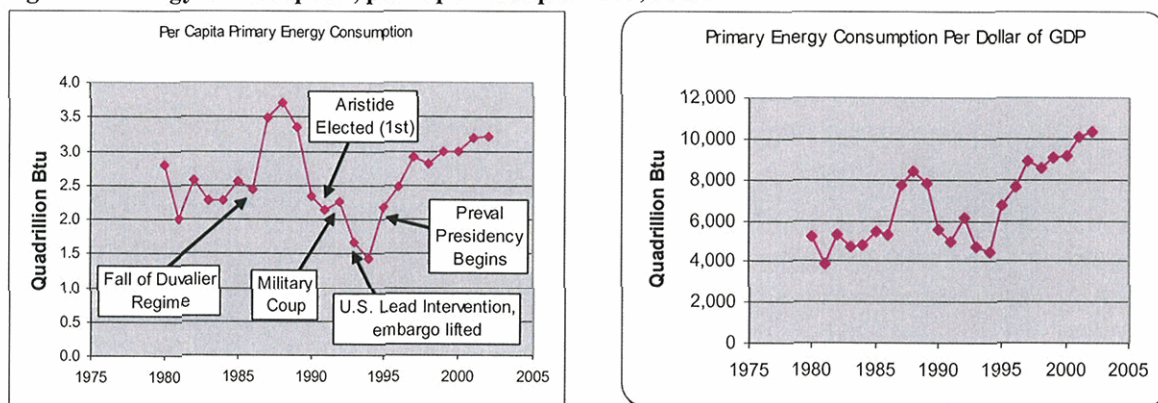 Per Capita Primary Energy Consumption
Quadrillion Btu
4.0
3.5
3.0
2.5
2.0
1.5
1.0
0.5
0.0
1975 1980 1985 1990 1995 2000 2005
Aristide
Elected (1st)
Preval
Presidency
Begins
Fall of Duvalier
Regime
Military
Coup
U.S. Lead Intervention,
embargo lifted
Primary Energy Consumption Per Dollar of GDP
Quadrillion Btu
12,000
10,000
8,000
6,000
4,000
2,000
0
1975 1980 1985 1990 1995 2000 2005